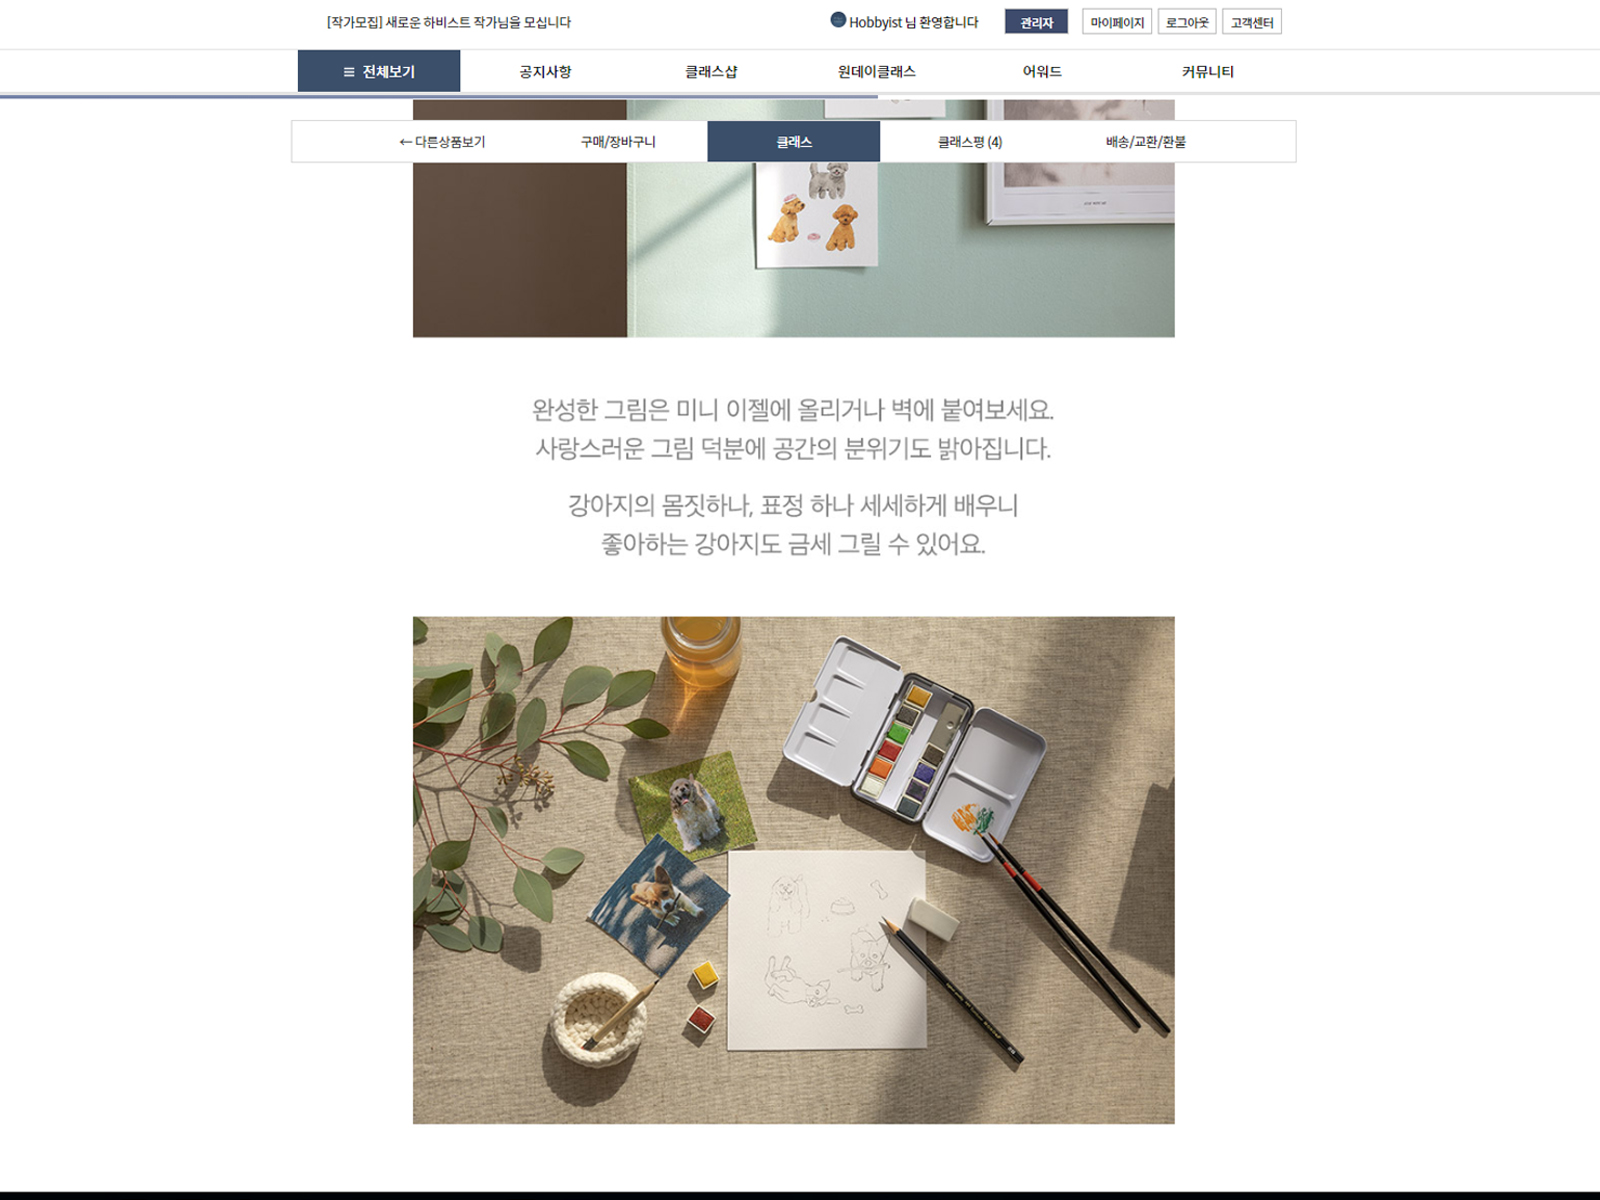 [작가모집] 새로운 하비스트 작가님을 모십니다
Hobbyist 님 환영합니다
관리자
마이페이지
로그아웃
고객센터
≡ 전체보기
공지사항
클래스샵
원데이클래스
어워드
커뮤니티
← 다른상품보기
구매/장바구니
클래스
클래스평 (4)
배송/교환/환불
완성한 그림은 미니 이젤에 올리거나 벽에 붙여보세요.
사랑스러운 그림 덕분에 공간의 분위기도 밝아집니다.
강아지의 몸짓하나, 표정 하나 세세하게 배우니
좋아하는 강아지도 금세 그릴 수 있어요.